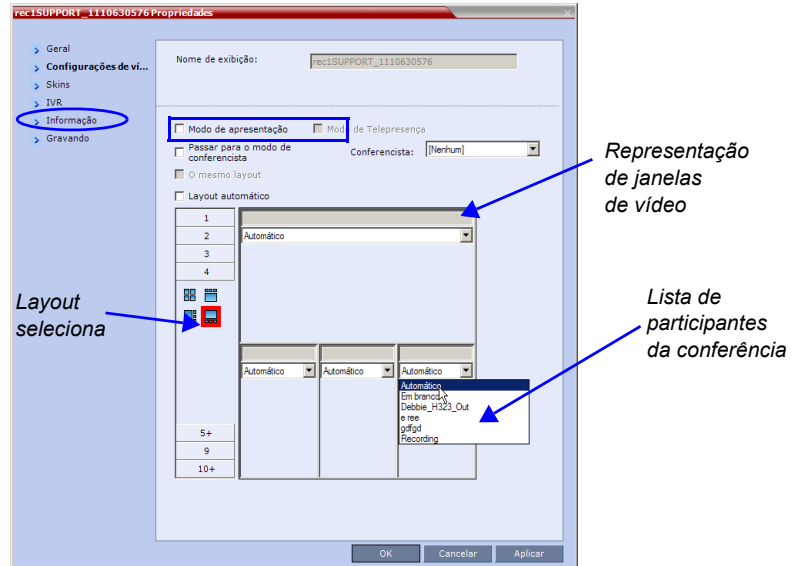 rec1SUPPORT_1110630576 Propriedades
Geral
Configurações de ví...
Skins
IVR
Informação
Gravando
Nome de exibição:
rec1SUPPORT_1110630576
Modo de apresentação
Modo de Telepresença
Passar para o modo de
conferencista
Conferencista:
[Nenhum]
O mesmo layout
Layout automático
1
2
3
4
5+
9
10+
Automático
Automático
Automático
Automático
Automático
Em branco
Debbie_H323_Out
e ree
gdfgd
Recording
OK
Cancelar
Aplicar
Representação
de janelas
de vídeo
Layout
seleciona
Lista de
participantes
da conferência